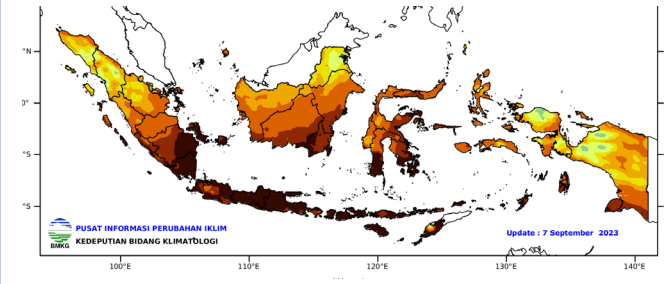 °N
0°
°S
°S
°S
BMKG
PUSAT INFORMASI PERUBAHAN IKLIM
KEDEPUTIAN BIDANG KLIMATOLOGI
Update : 7 September 2023
100°E
110°E
120°E
130°E
140°E